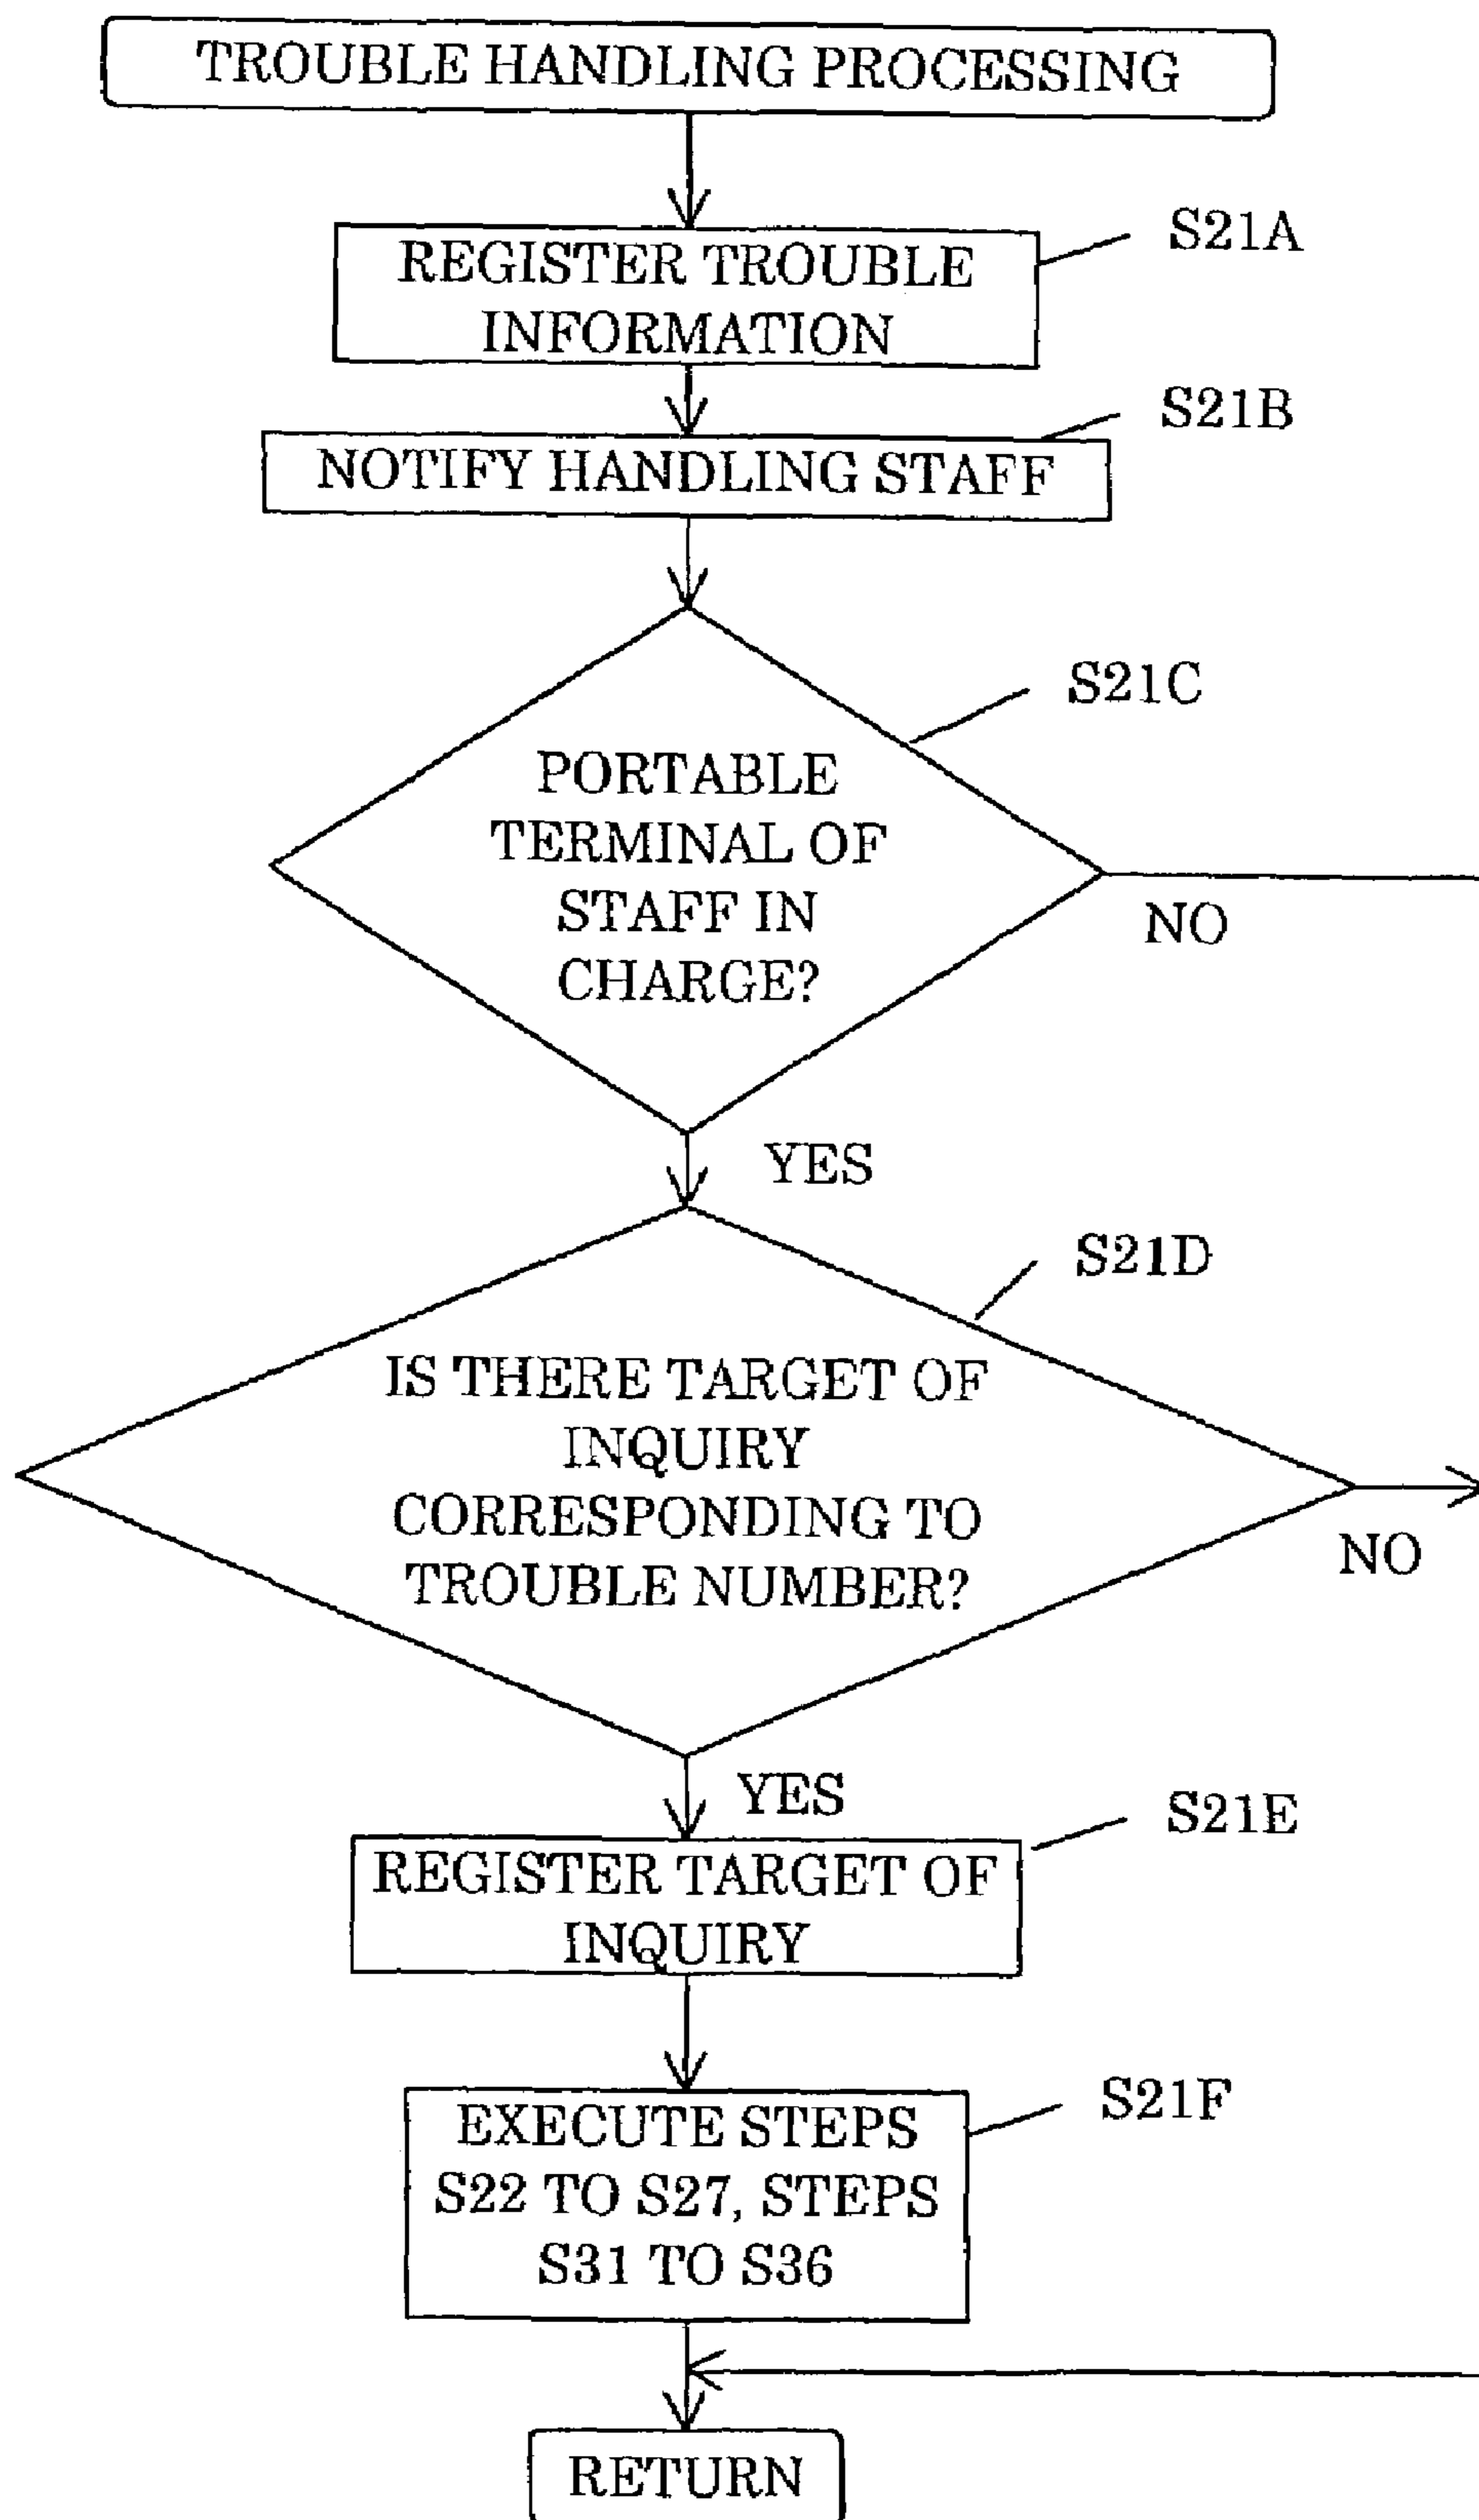 TROUBLE HANDLING PROCESSING
S21A
REGISTER TROUBLE
INFORMATION
S21B
NOTIFY HANDLING STAFF
S21C
PORTABLE
TERMINAL OF
STAFF IN
CHARGE?
NO
YES
S21D
IS THERE TARGET OF
INQUIRY
CORRESPONDING TO
TROUBLE NUMBER?
NO
YES
S21E
REGISTER TARGET OF
INQUIRY
S21F
EXECUTE STEPS
S22 TO S27, STEPS
S31 TO S36
RETURN